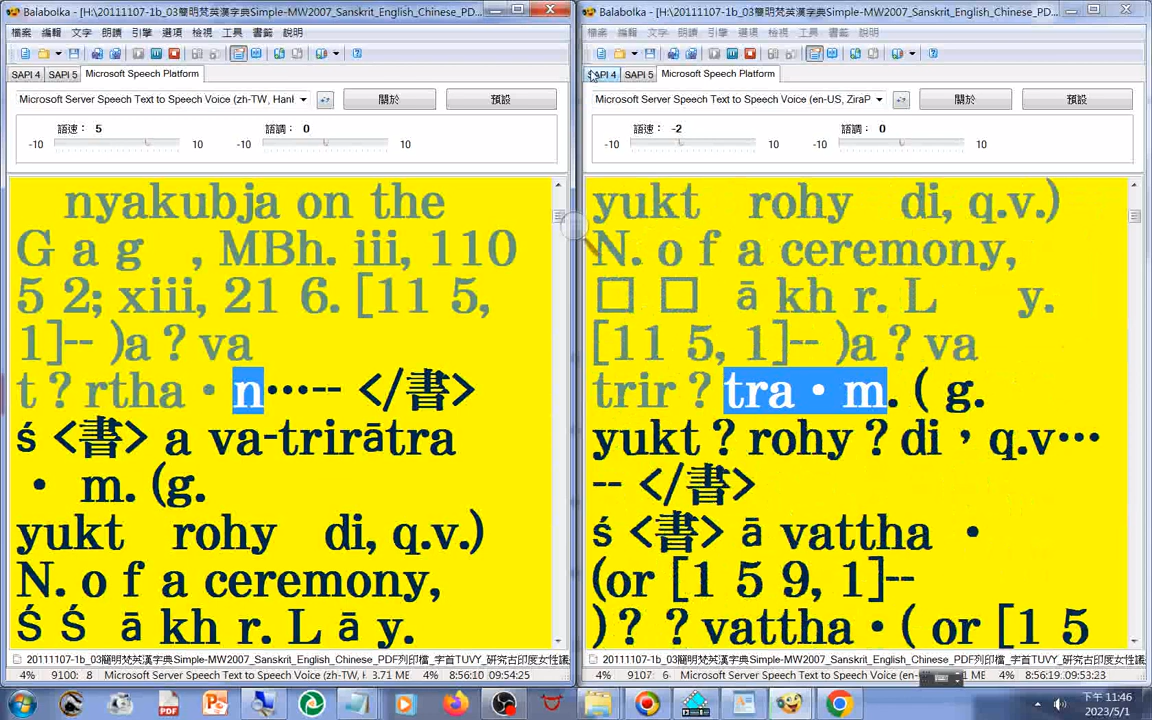 Balabolka - [H:\20111107-1b_03簡明梵英漢字典Simple-MW2007_Sanskrit_English_Chinese_PD...
檔案 編輯 文字 朗讀 引擎 選項 檢視 工具 書籤 說明
SAPI 4 SAPI 5 Microsoft Speech Platform
Microsoft Server Speech Text to Speech Voice (zh-TW, Hanl
關於 預設
語速: 5 語調: 0
-10 10 -10 10
nyakubja on the
G a g , MBh. iii, 110
5 2; xiii, 21 6. [11 5,
1]-- )a ? va
t ? rtha · n…-- </書>
ś <書> a va-trirātra
· m. (g.
yukt rohy di, q.v.)
N. o f a ceremony,
Ś Ś ā kh r. L ā y.
20111107-1b_03簡明梵英漢字典Simple-MW2007_Sanskrit_English_Chinese_PDF列印檔_字首TUVY_研究古印度女性議
4% 9100: 8 Microsoft Server Speech Text to Speech Voice (zh-TW, H 3.71 ME 4% 8:56:10 09:54:25
Balabolka - [H:\20111107-1b_03簡明梵英漢字典Simple-MW2007_Sanskrit_English_Chinese_PD...
檔案 編輯 文字 朗讀 引擎 選項 檢視 工具 書籤 說明
SAPI 4 SAPI 5 Microsoft Speech Platform
Microsoft Server Speech Text to Speech Voice (en-US, ZiraP
關於 預設
語速: -2 語調: 0
-10 10 -10 10
yukt rohy di, q.v.)
N. o f a ceremony,
□ □ ā kh r. L y.
[11 5, 1]-- )a ? va
trir ? tra · m. ( g.
yukt ? rohy ? di , q.v…
-- </書>
ś <書> ā vattha ·
(or [1 5 9, 1]--
) ? ? vattha · ( or [1 5
20111107-1b_03簡明梵英漢字典Simple-MW2007_Sanskrit_English_Chinese_PDF列印檔_字首TUVY_研究古印度女性議
4% 9107: 6 Microsoft Server Speech Text to Speech Voice (en-US 4% 8:56:19 09:53:23
下午 11:46
2023/5/1